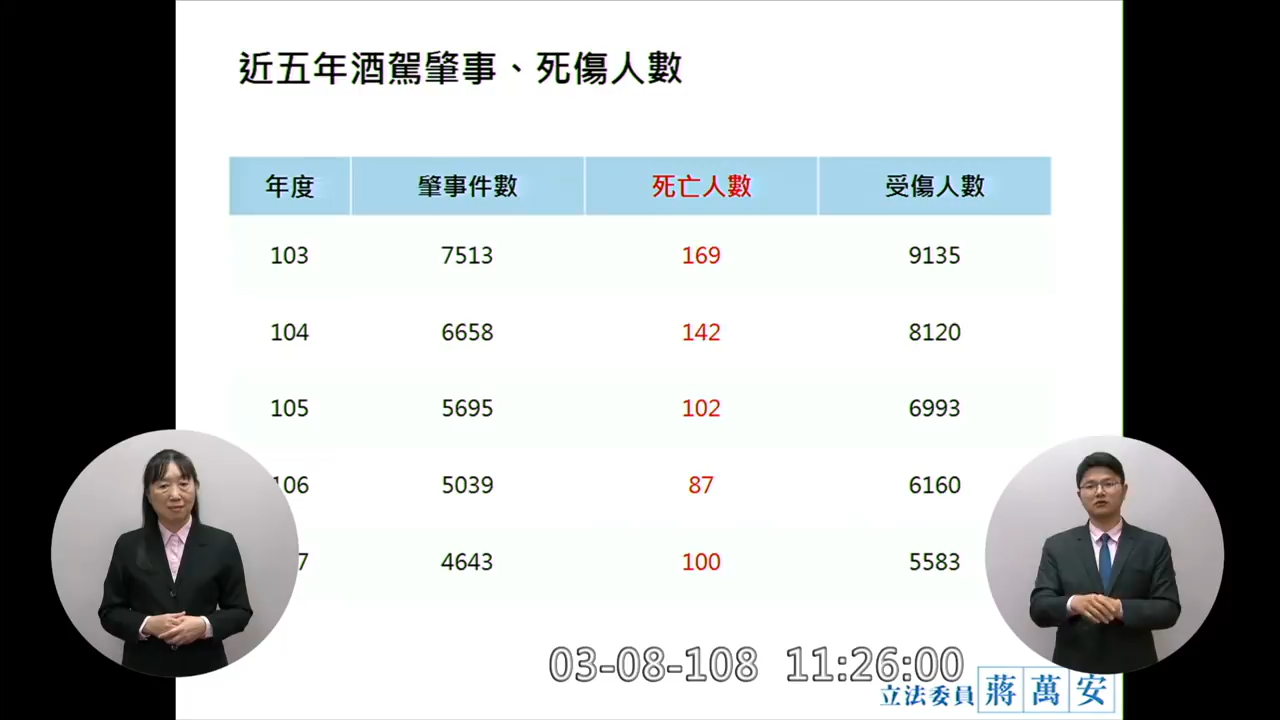 近五年酒駕肇事、死傷人數
年度 肇事件數 死亡人數 受傷人數
103 7513 169 9135
104 6658 142 8120
105 5695 102 6993
06 5039 87 6160
7 4643 100 5583
03-08-108 11:26:00
立法委員 蔣萬安